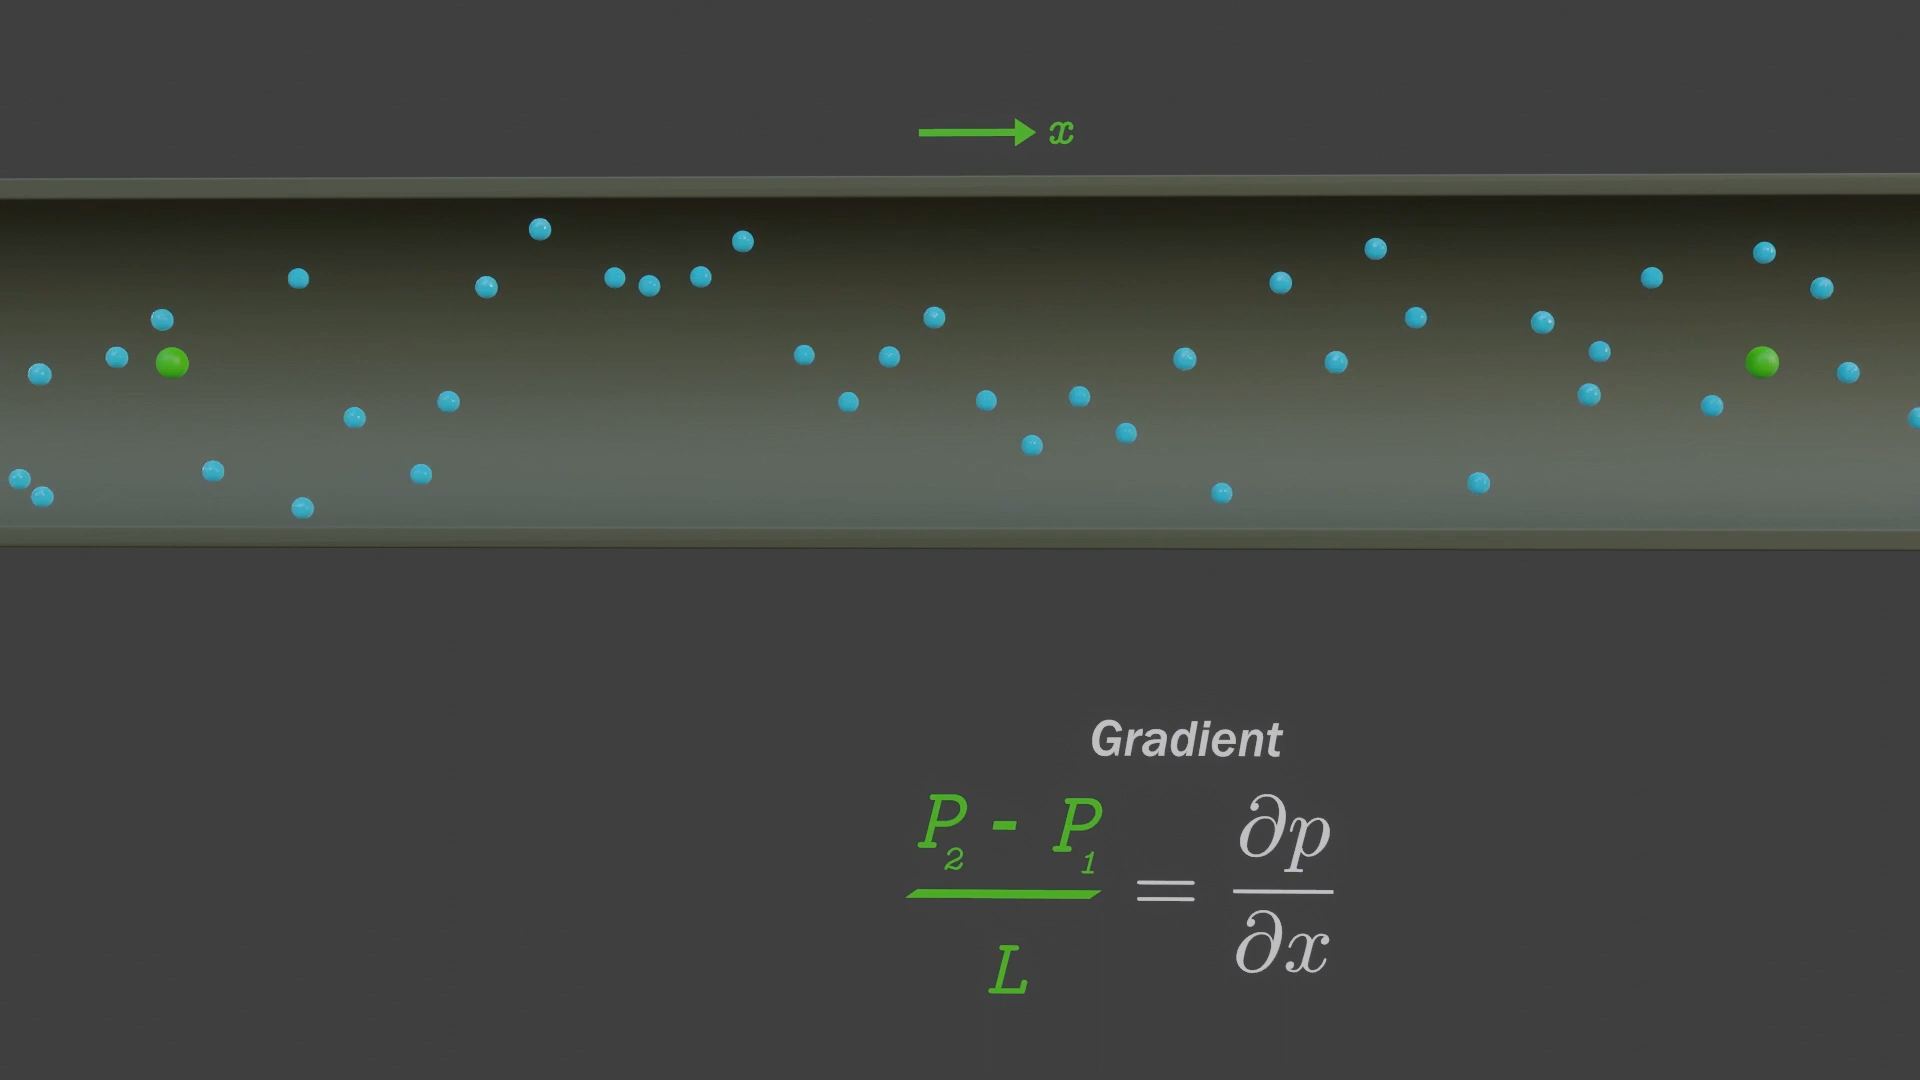 x
Gradient
P₂ - P₁
L
=
∂p
∂x